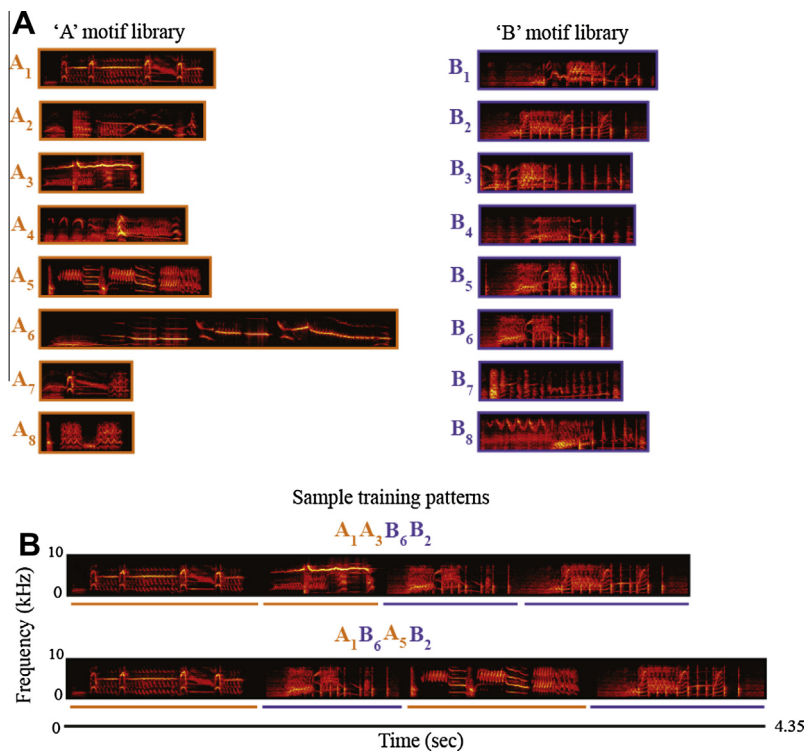 A
'A' motif library
'B' motif library
A1
A2
A3
A4
A5
A6
A7
A8
B1
B2
B3
B4
B5
B6
B7
B8
Sample training patterns
B
A1A3B6B2
10
0
A1B6A5B2
10
0
Frequency (kHz)
0
4.35
Time (sec)